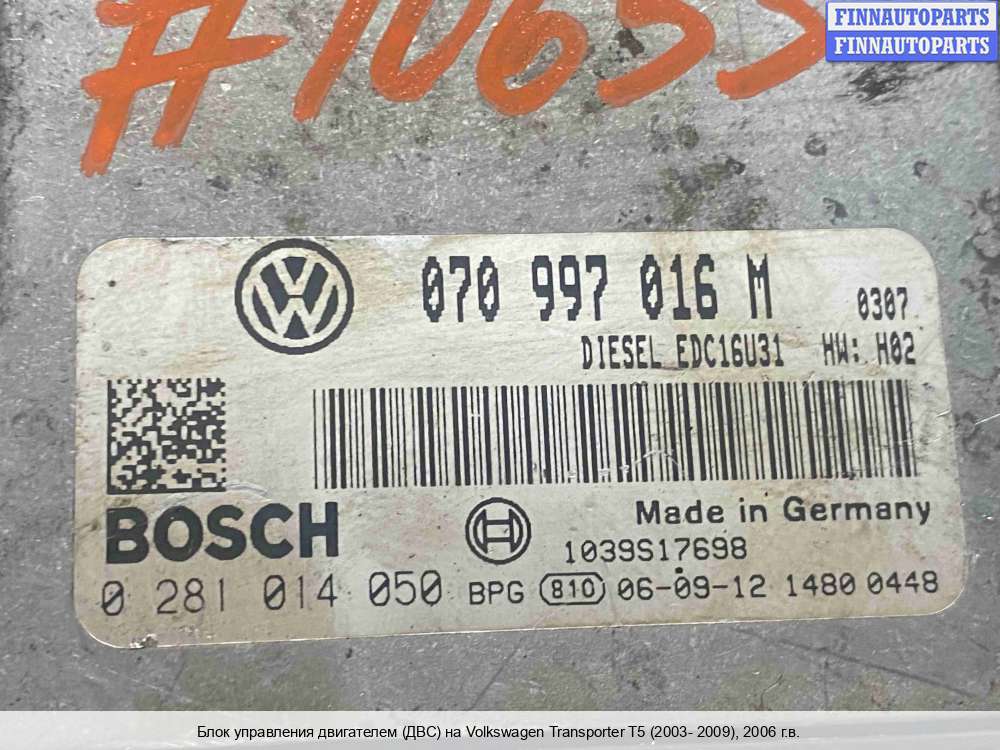 #10655
FINNAUTOPARTS
FINNAUTOPARTS
070 997 016 M 0307
DIESEL EDC16U31 HW: H02
BOSCH
Made in Germany
1039S17698
0 281 014 050 BPG 810 06-09-12 1480 0448
Блок управления двигателем (ДВС) на Volkswagen Transporter T5 (2003- 2009), 2006 г.в.